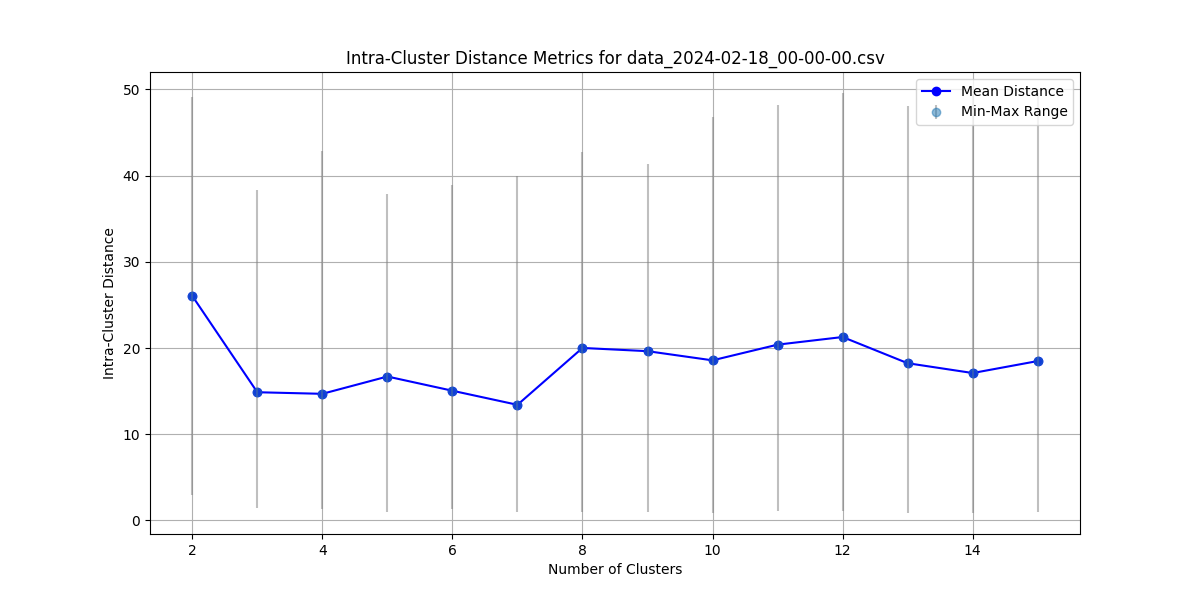 Intra-Cluster Distance Metrics for data_2024-02-18_00-00-00.csv
Mean Distance
Min-Max Range
50
40
30
20
10
0
Intra-Cluster Distance
2 4 6 8 10 12 14
Number of Clusters